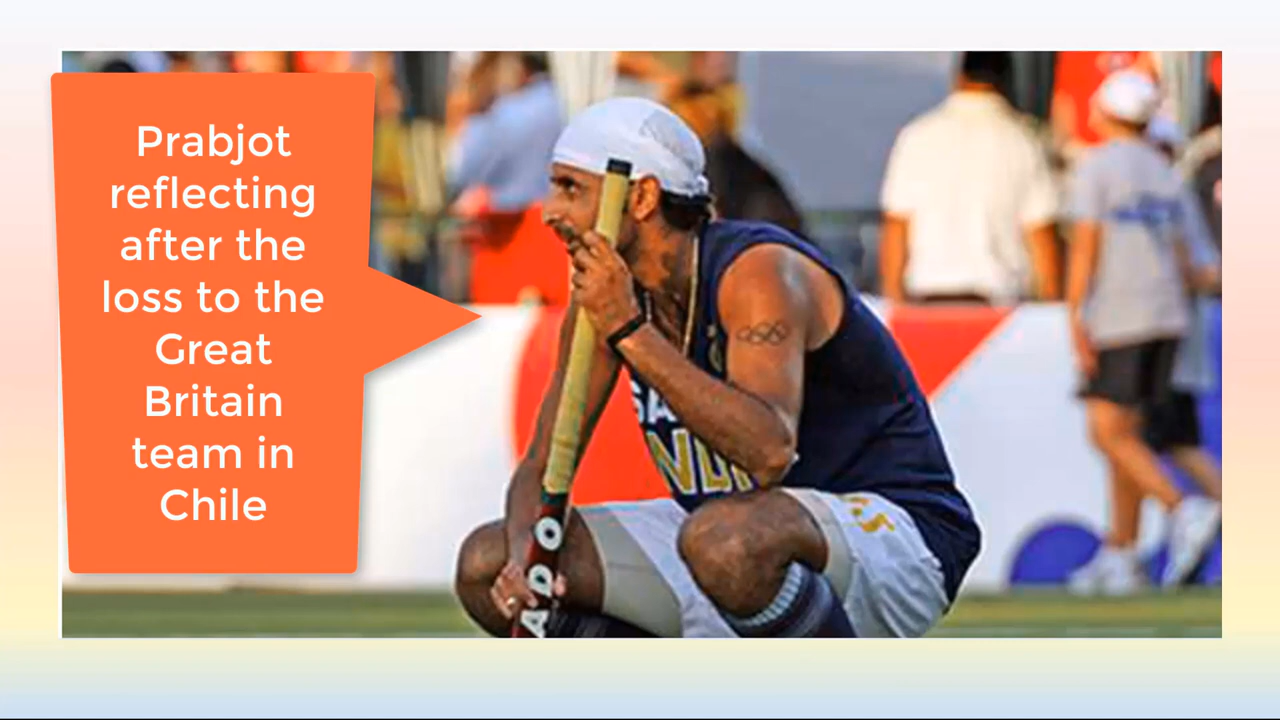 Prabjot
reflecting
after the
loss to the
Great
Britain
team in
Chile